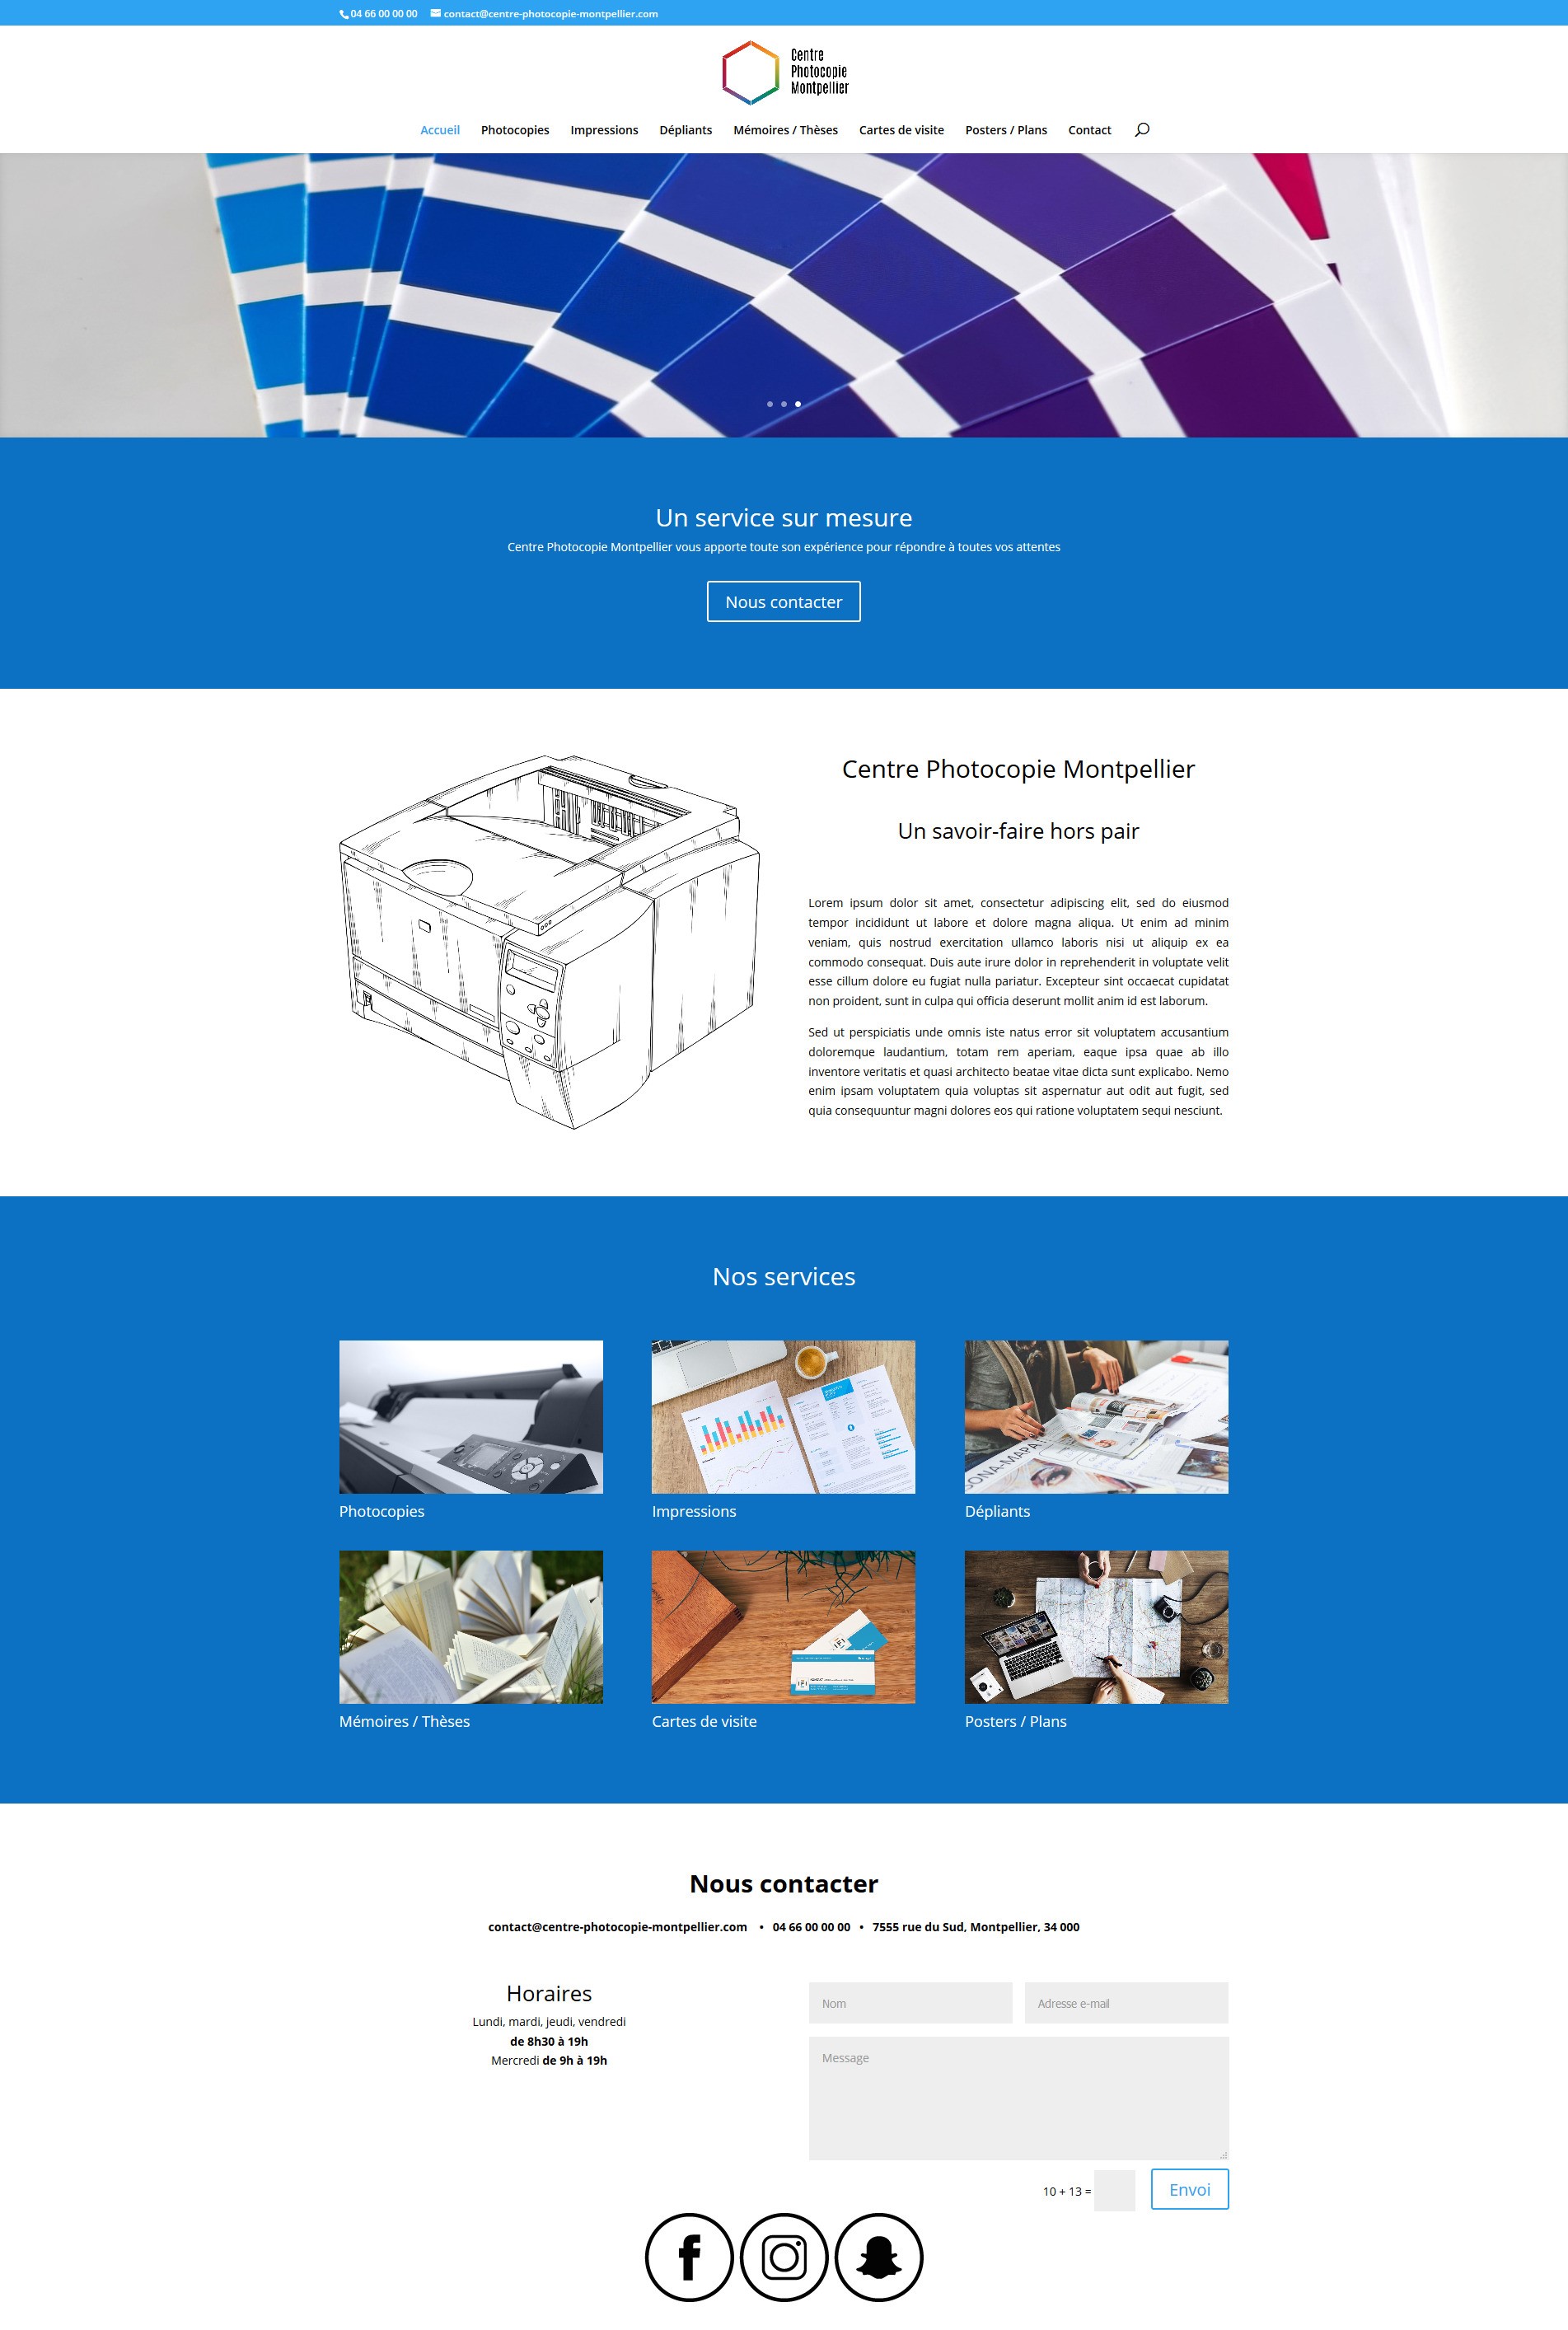 04 66 00 00 00 contact@centre-photocopie-montpellier.com
Centre
Photocopie
Montpellier
Accueil Photocopies Impressions Dépliants Mémoires / Thèses Cartes de visite Posters / Plans Contact
Un service sur mesure
Centre Photocopie Montpellier vous apporte toute son expérience pour répondre à toutes vos attentes
Nous contacter
Centre Photocopie Montpellier
Un savoir-faire hors pair
Lorem ipsum dolor sit amet, consectetur adipiscing elit, sed do eiusmod
tempor incididunt ut labore et dolore magna aliqua. Ut enim ad minim
veniam, quis nostrud exercitation ullamco laboris nisi ut aliquip ex ea
commodo consequat. Duis aute irure dolor in reprehenderit in voluptate velit
esse cillum dolore eu fugiat nulla pariatur. Excepteur sint occaecat cupidatat
non proident, sunt in culpa qui officia deserunt mollit anim id est laborum.
Sed ut perspiciatis unde omnis iste natus error sit voluptatem accusantium
doloremque laudantium, totam rem aperiam, eaque ipsa quae ab illo
inventore veritatis et quasi architecto beatae vitae dicta sunt explicabo. Nemo
enim ipsam voluptatem quia voluptas sit aspernatur aut odit aut fugit, sed
quia consequuntur magni dolores eos qui ratione voluptatem sequi nesciunt.
Nos services
Photocopies
Impressions
Dépliants
Mémoires / Thèses
Cartes de visite
Posters / Plans
Nous contacter
contact@centre-photocopie-montpellier.com • 04 66 00 00 00 • 7555 rue du Sud, Montpellier, 34 000
Horaires
Lundi, mardi, jeudi, vendredi
de 8h30 à 19h
Mercredi de 9h à 19h
Nom
Adresse e-mail
Message
10 + 13 =
Envoi